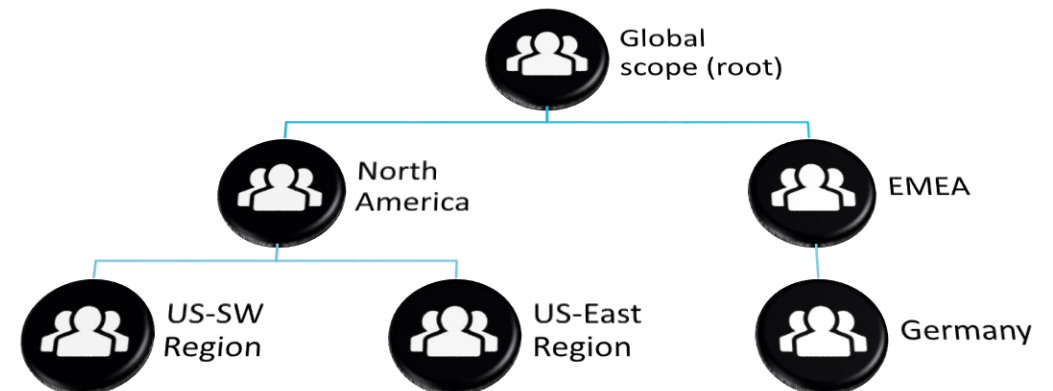 Global
scope (root)
North
America
EMEA
US-SW
Region
US-East
Region
Germany